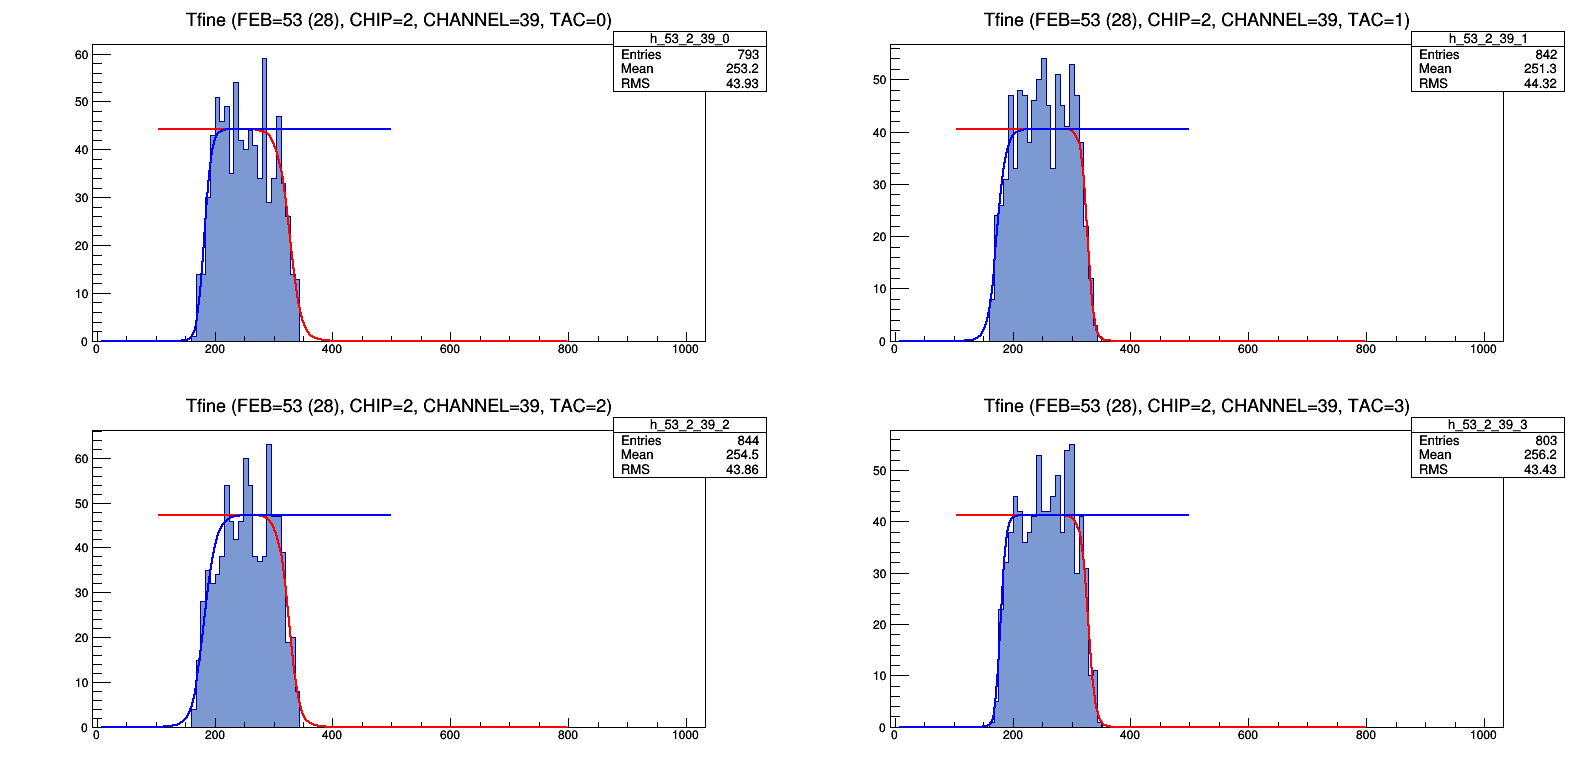 Tfine (FEB=53 (28), CHIP=2, CHANNEL=39, TAC=0)
h_53_2_39_0
Entries 793
Mean 253.2
RMS 43.93
60
50
40
30
20
10
0
0 200 400 600 800 1000
Tfine (FEB=53 (28), CHIP=2, CHANNEL=39, TAC=1)
h_53_2_39_1
Entries 842
Mean 251.3
RMS 44.32
50
40
30
20
10
0
0 200 400 600 800 1000
Tfine (FEB=53 (28), CHIP=2, CHANNEL=39, TAC=2)
h_53_2_39_2
Entries 844
Mean 254.5
RMS 43.86
60
50
40
30
20
10
0
0 200 400 600 800 1000
Tfine (FEB=53 (28), CHIP=2, CHANNEL=39, TAC=3)
h_53_2_39_3
Entries 803
Mean 256.2
RMS 43.43
50
40
30
20
10
0
0 200 400 600 800 1000